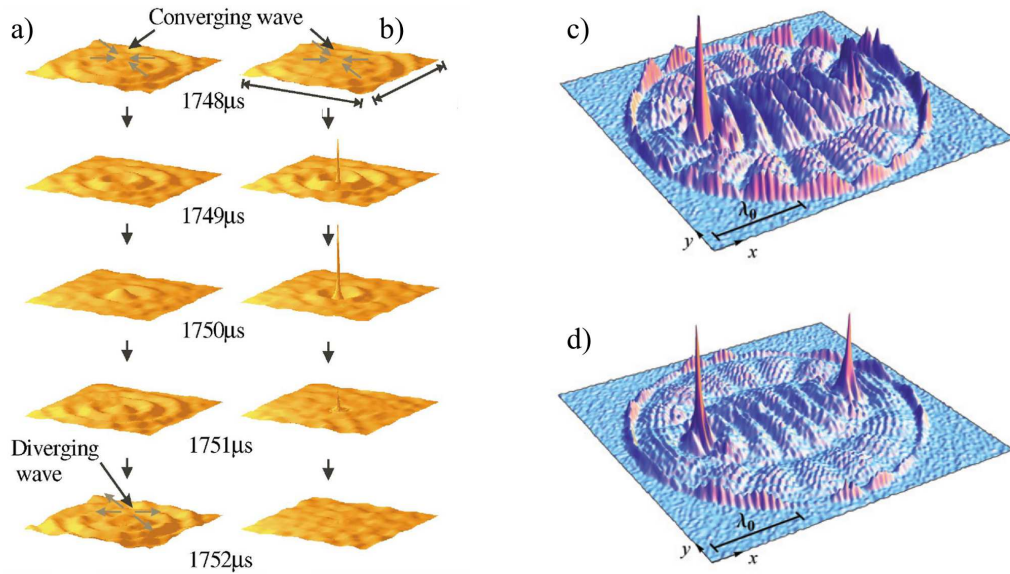 a)
Converging wave
b)
1748µs
1749µs
1750µs
1751µs
Diverging
wave
1752µs
c)
λ₀
y
x
d)
λ₀
y
x